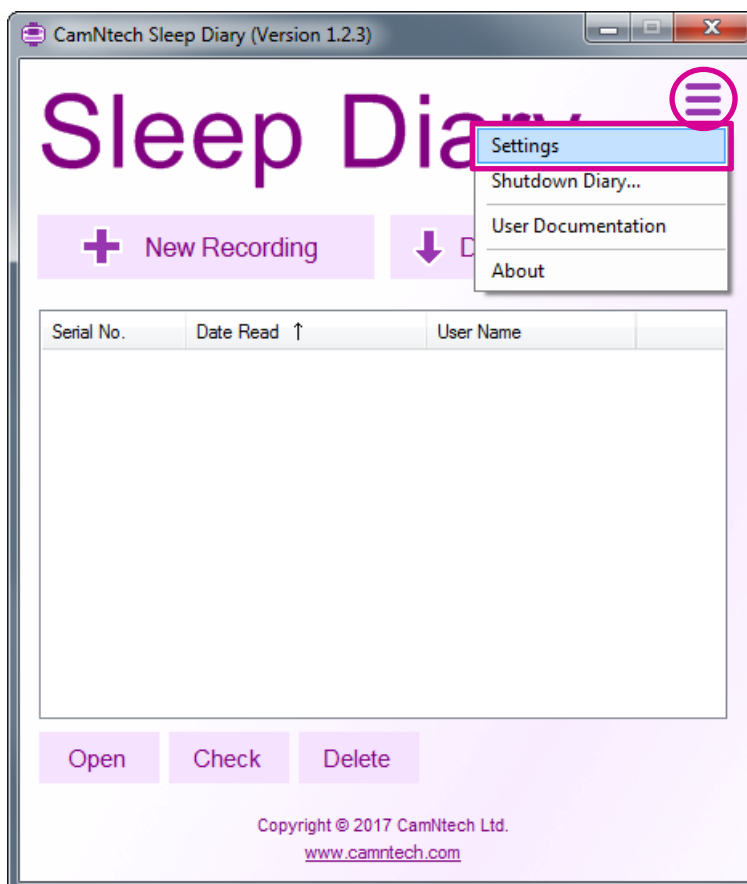 CamNtech Sleep Diary (Version 1.2.3)
Sleep Diary
Settings
Shutdown Diary...
User Documentation
About
New Recording
D
Serial No. Date Read ↑ User Name
Open Check Delete
Copyright © 2017 CamNtech Ltd.
www.camntech.com